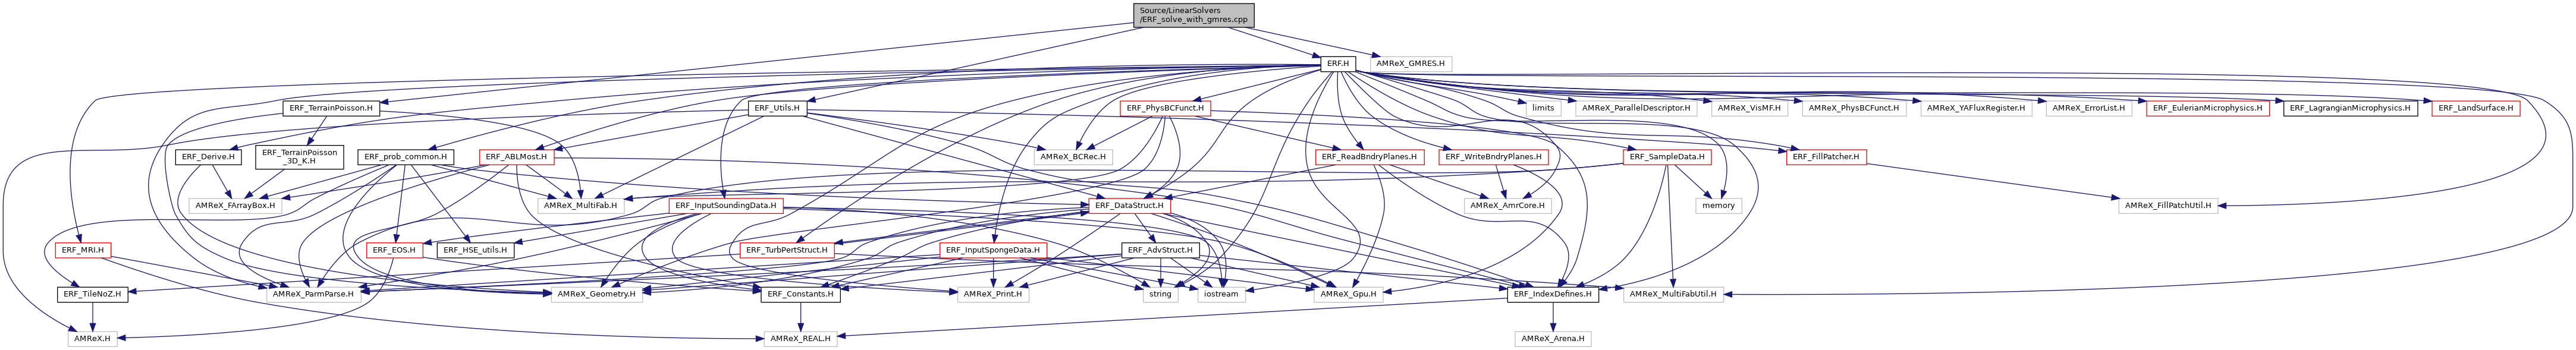 Source/LinearSolvers
/ERF_solve_with_gmres.cpp
ERF.H
AMReX_GMRES.H
ERF_TerrainPoisson.H
ERF_Utils.H
ERF_PhysBCFunct.H
limits
AMReX_ParallelDescriptor.H
AMReX_VisMF.H
AMReX_PhysBCFunct.H
AMReX_YAFluxRegister.H
AMReX_ErrorList.H
ERF_EulerianMicrophysics.H
ERF_LagrangianMicrophysics.H
ERF_LandSurface.H
ERF_Derive.H
ERF_TerrainPoisson
_3D_K.H
ERF_prob_common.H
ERF_ABLMost.H
AMReX_BCRec.H
ERF_ReadBndryPlanes.H
ERF_WriteBndryPlanes.H
ERF_SampleData.H
ERF_FillPatcher.H
AMReX_FArrayBox.H
AMReX_MultiFab.H
ERF_InputSoundingData.H
ERF_DataStruct.H
AMReX_AmrCore.H
memory
AMReX_FillPatchUtil.H
ERF_MRI.H
ERF_EOS.H
ERF_HSE_utils.H
ERF_TurbPertStruct.H
ERF_InputSpongeData.H
ERF_AdvStruct.H
ERF_TileNoZ.H
AMReX_ParmParse.H
AMReX_Geometry.H
ERF_Constants.H
AMReX_Print.H
string
iostream
AMReX_Gpu.H
ERF_IndexDefines.H
AMReX_MultiFabUtil.H
AMReX.H
AMReX_REAL.H
AMReX_Arena.H